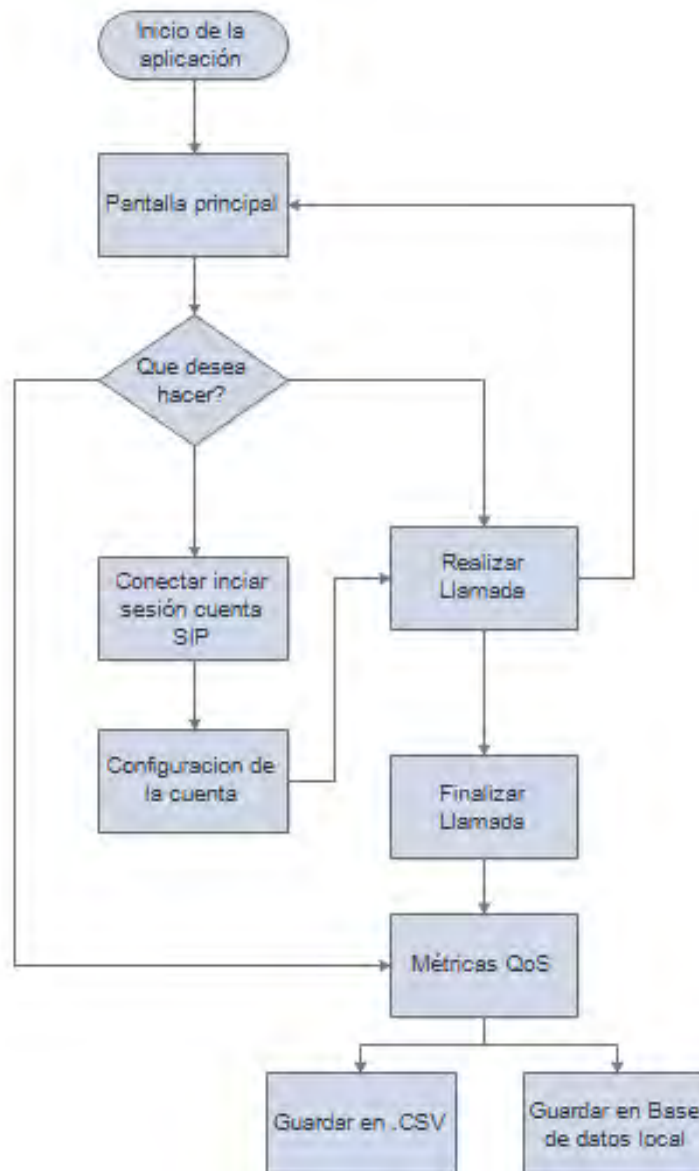 Inicio de la
aplicación
Pantalla principal
Que desea
hacer?
Conectar inciar
sesión cuenta
SIP
Realizar
Llamada
Configuracion de
la cuenta
Finalizar
Llamada
Métricas QoS
Guardar en .CSV
Guardar en Base
de datos local